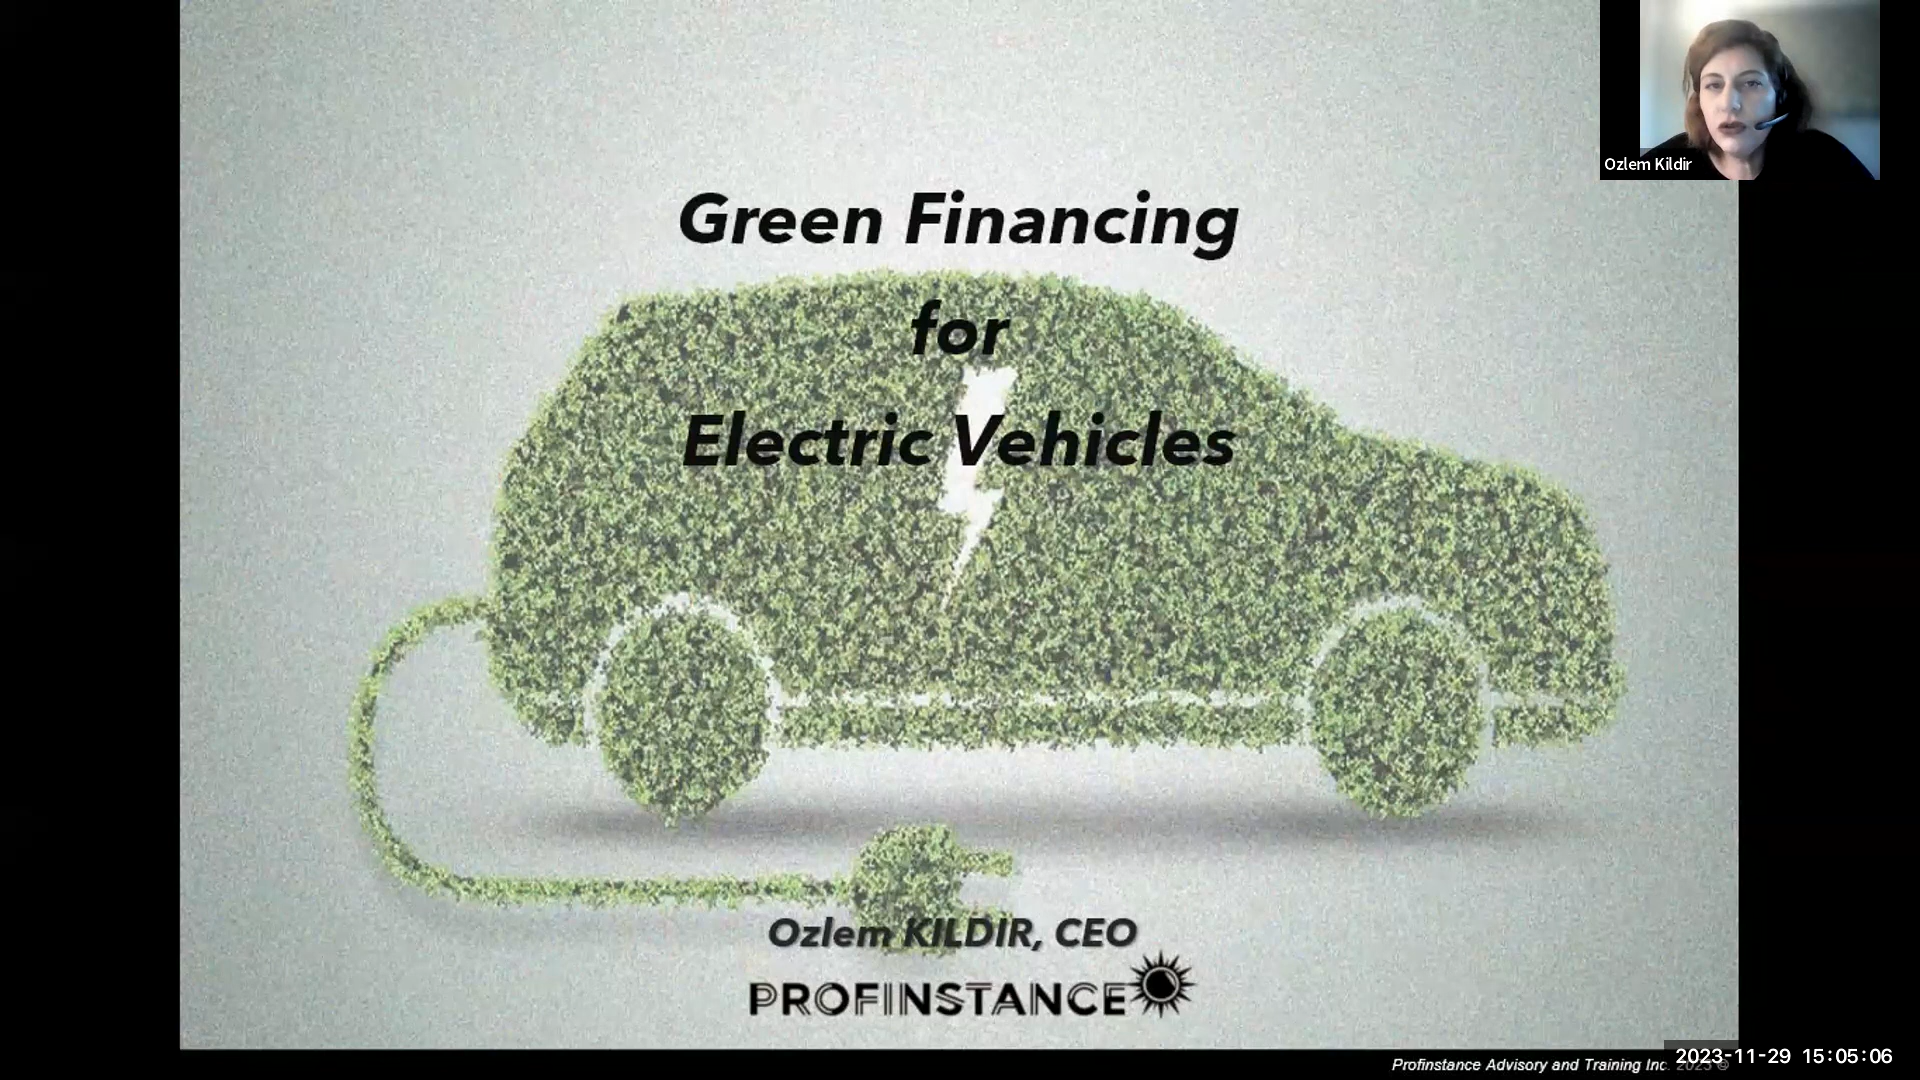 Ozlem Kildir
Green Financing
for
Electric Vehicles
Ozlem KILDIR, CEO
PROFINSTANCE
Profinstance Advisory and Training Inc. 2023 ©
2023-11-29 15:05:06